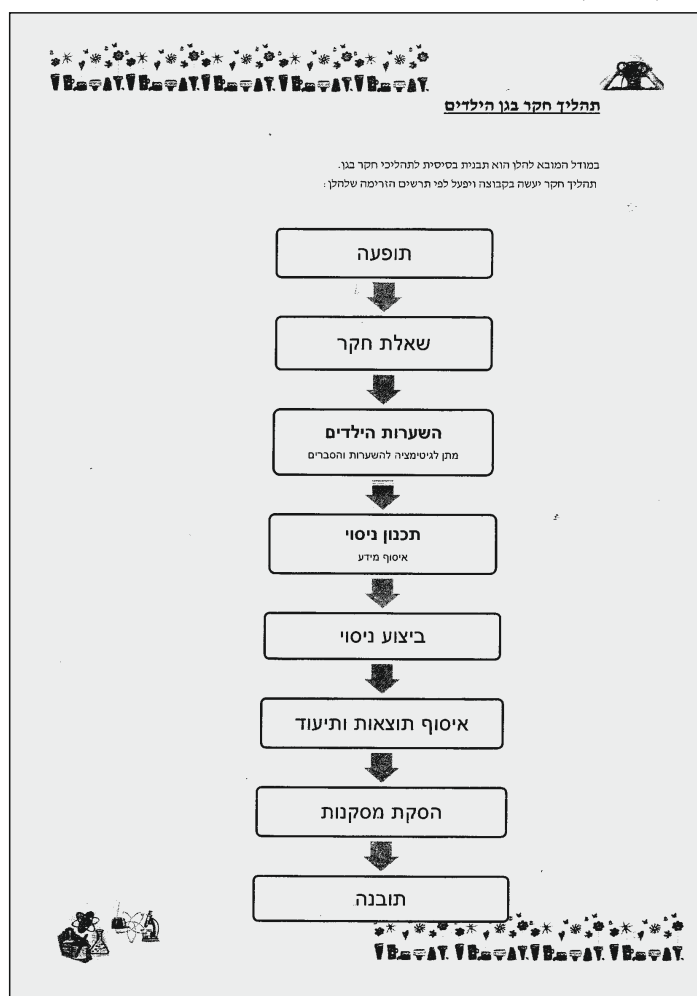 תהליך חקר בגן הילדים
במודל המובא להלן הוא תבנית בסיסית לתהליכי חקר בגן.
תהליך חקר יעשה בקבוצה ויפעל לפי תרשים הזרימה שלהלן:
תופעה
שאלת חקר
השערות הילדים
מתן לגיטימציה להשערות והסברים
תכנון ניסוי
איסוף מידע
ביצוע ניסוי
איסוף תוצאות ותיעוד
הסקת מסקנות
תובנה